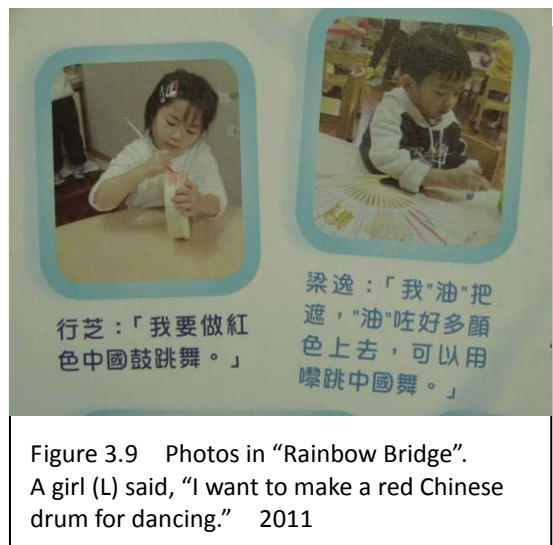 行芝：「我要做紅
色中國鼓跳舞。」
梁逸：「我"油"把
遮，"油"咗好多顏
色上去，可以用
嚟跳中國舞。」
Figure 3.9 Photos in “Rainbow Bridge”.
A girl (L) said, “I want to make a red Chinese
drum for dancing.” 2011